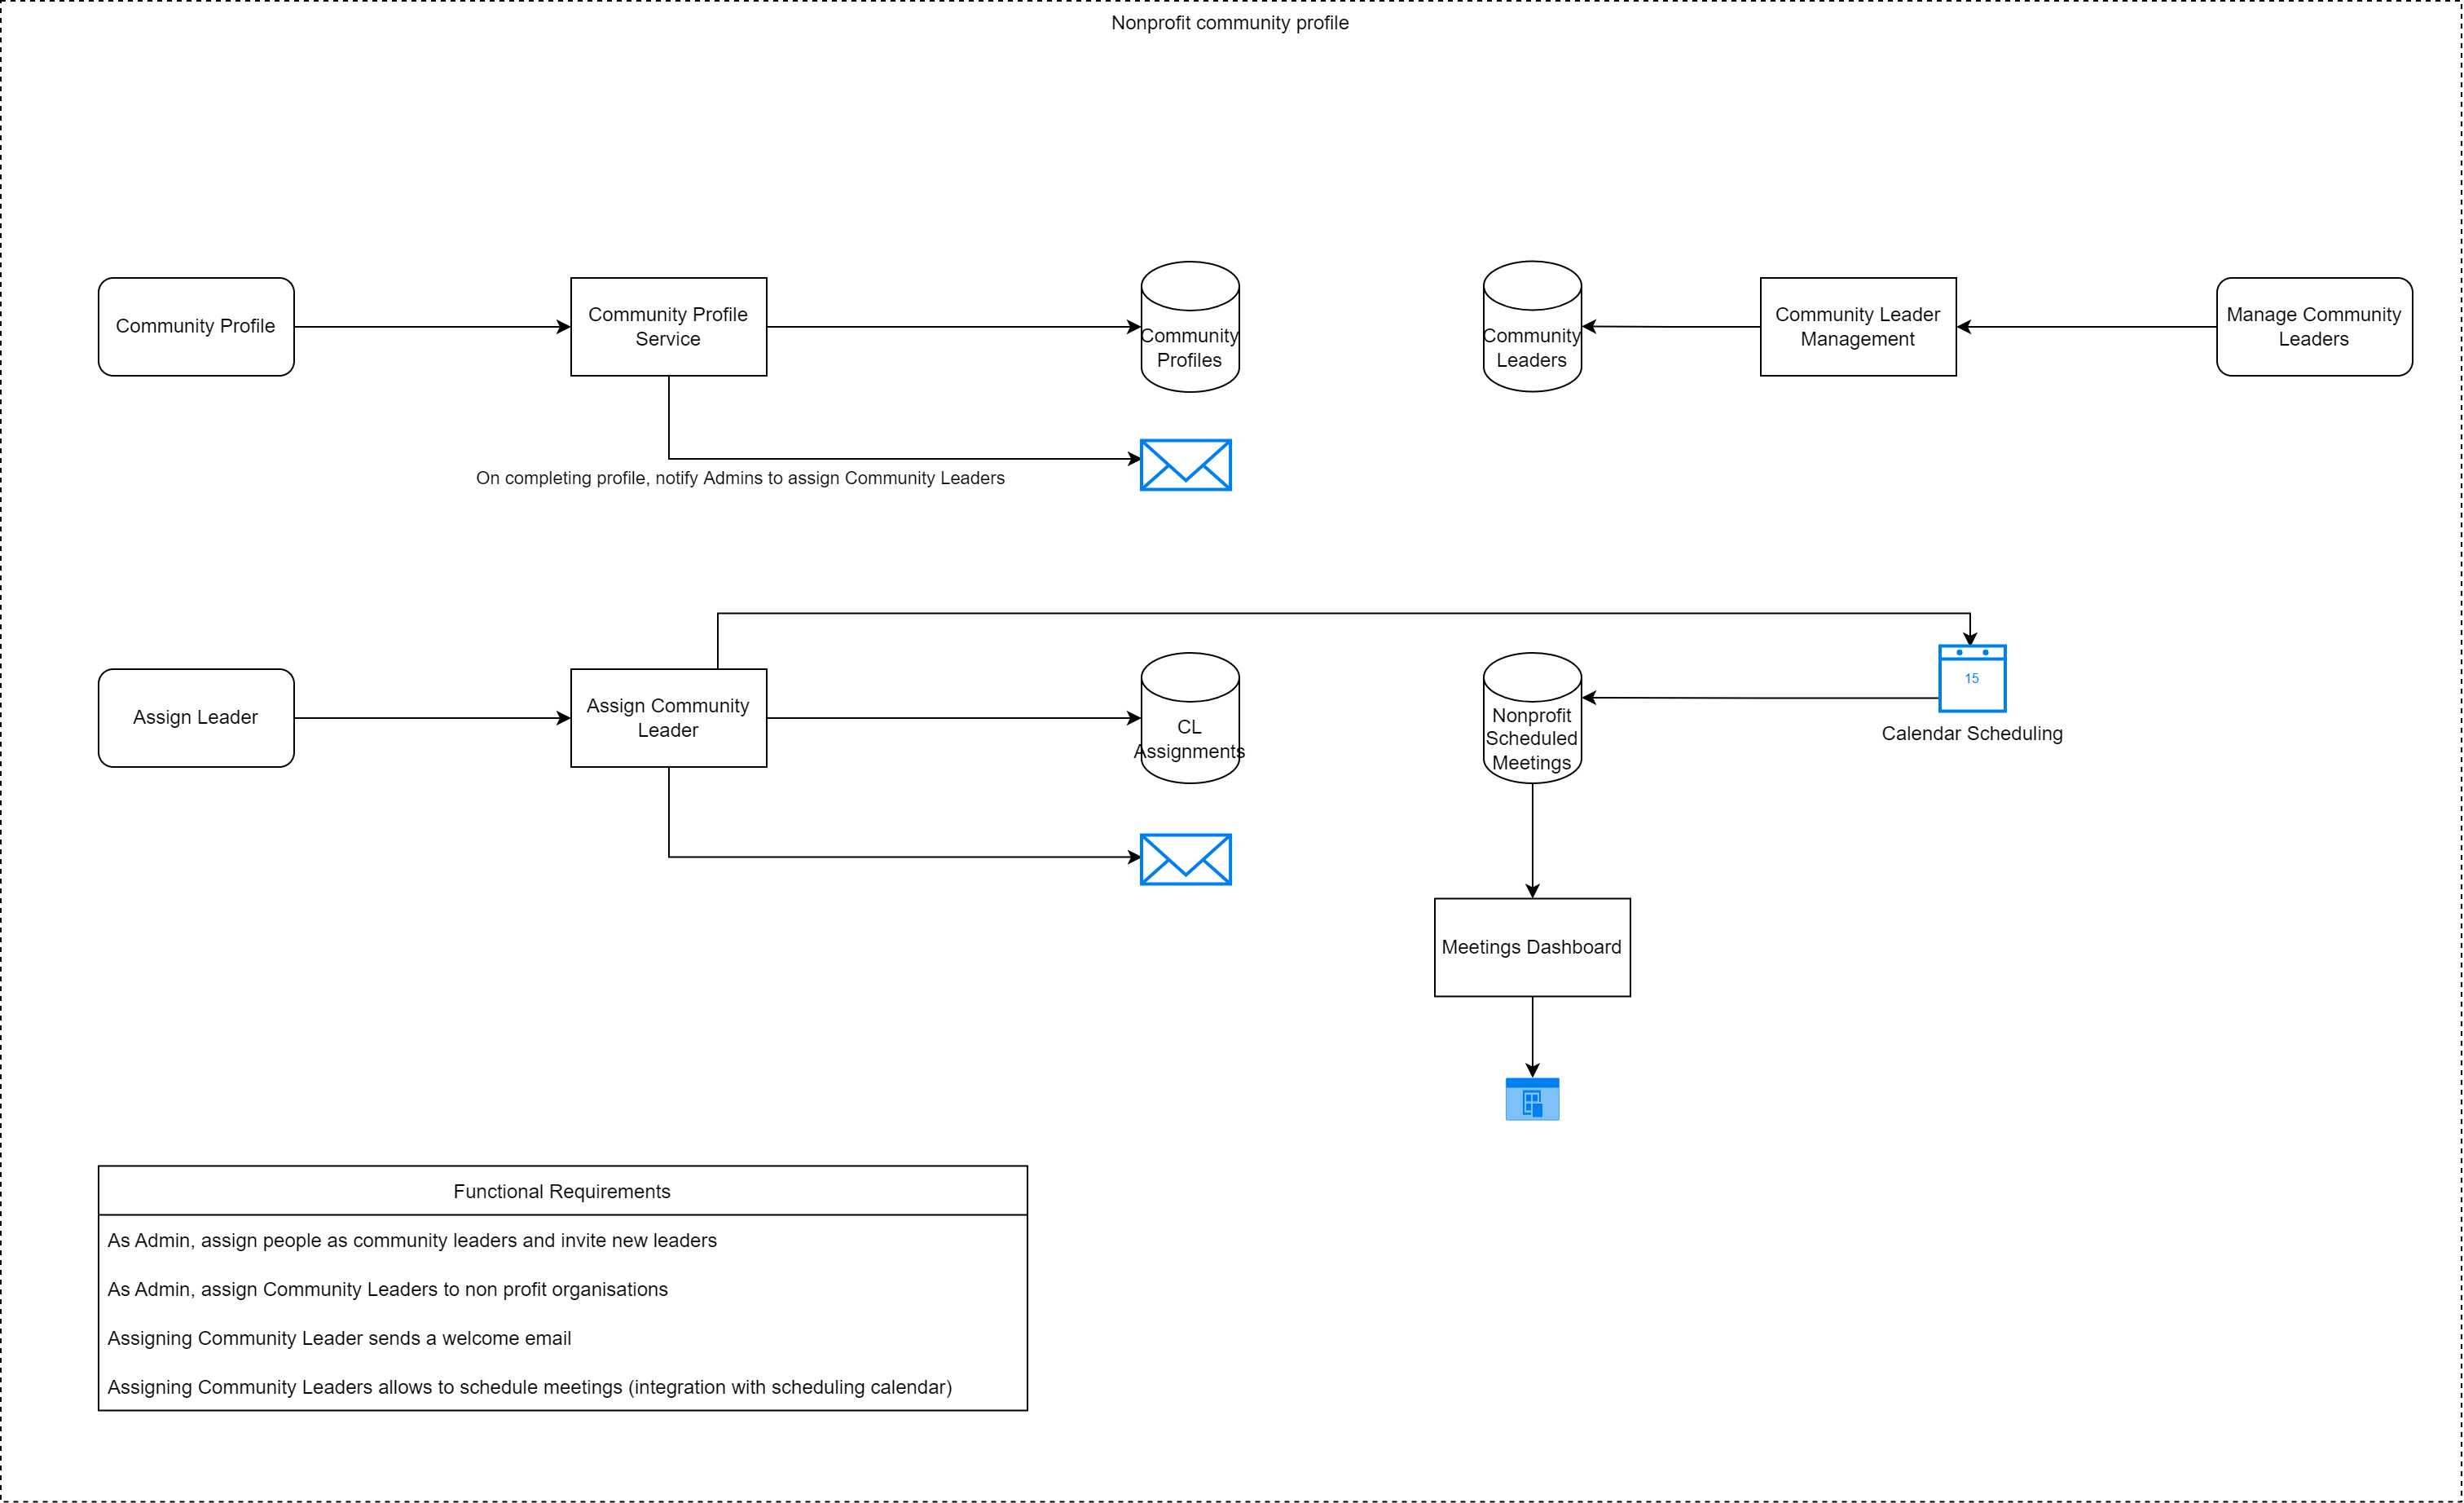 Nonprofit community profile
Community Profile
Community Profile
Service
Community
Profiles
Community
Leaders
Community Leader
Management
Manage Community
Leaders
On completing profile, notify Admins to assign Community Leaders
Assign Leader
Assign Community
Leader
CL
Assignments
Nonprofit
Scheduled
Meetings
15
Calendar Scheduling
Meetings Dashboard
Functional Requirements
As Admin, assign people as community leaders and invite new leaders
As Admin, assign Community Leaders to non profit organisations
Assigning Community Leader sends a welcome email
Assigning Community Leaders allows to schedule meetings (integration with scheduling calendar)